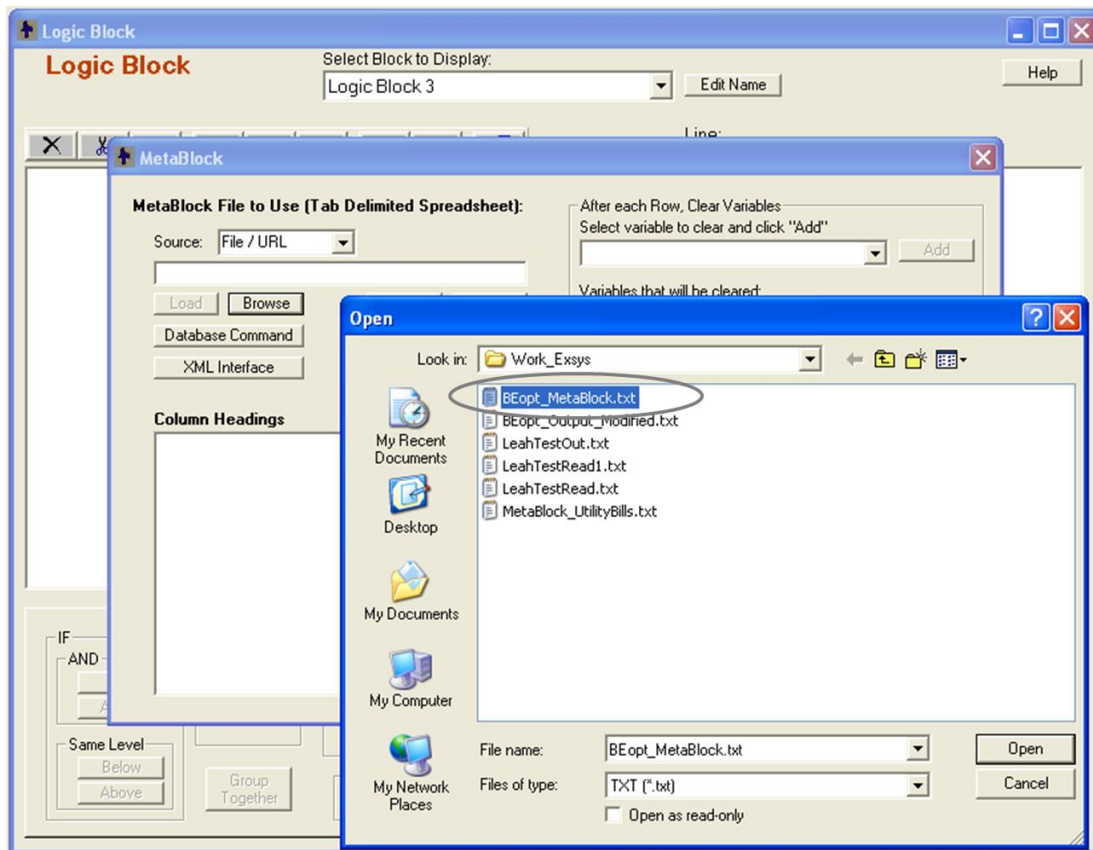 Logic Block
Logic Block
Select Block to Display:
Logic Block 3
Edit Name
Help
Line:
MetaBlock
MetaBlock File to Use (Tab Delimited Spreadsheet):
Source: File / URL
Load Browse
Database Command
XML Interface
Column Headings
After each Row, Clear Variables
Select variable to clear and click "Add"
Add
Variables that will be cleared:
Open
Look in: Work_Exsys
My Recent
Documents
Desktop
My Documents
My Computer
My Network
Places
BEopt_MetaBlock.txt
BEopt_Output_Modified.txt
LeahTestOut.txt
LeahTestRead1.txt
LeahTestRead.txt
MetaBlock_UtilityBills.txt
File name: BEopt_MetaBlock.txt Open
Files of type: TXT (*.txt) Cancel
Open as read-only
IF
AND
Same Level
Below
Above
Group
Together